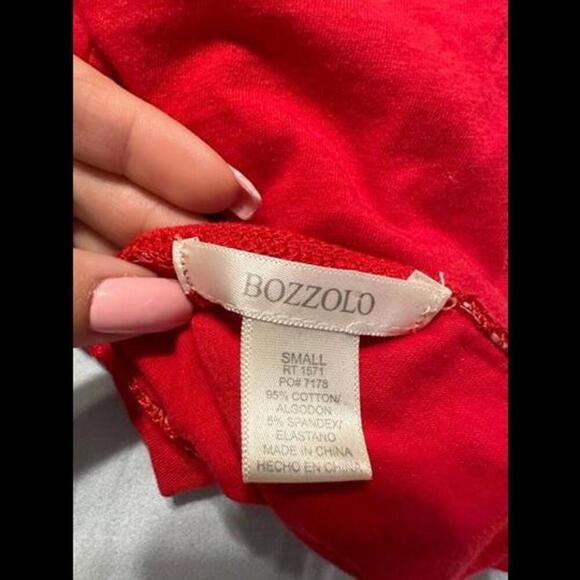 BOZZOLO
SMALL
RT 1571
PO# 7178
95% COTTON/
ALGODON
5% SPANDEX/
ELASTANO
MADE IN CHINA
HECHO EN CHINA